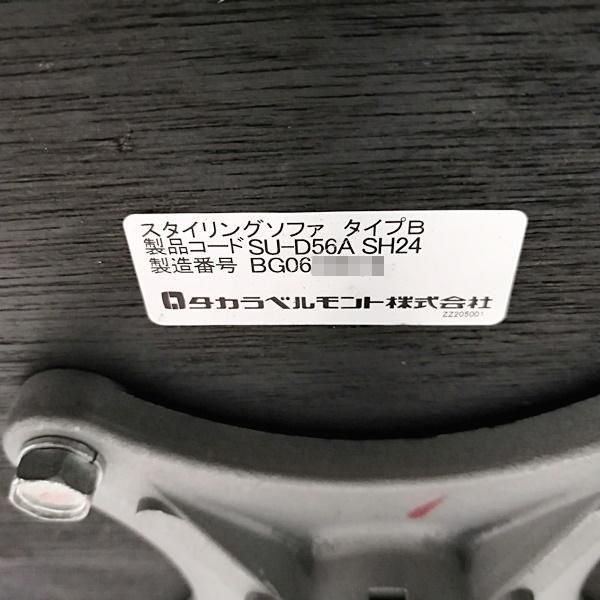 スタイリングソファ タイプB
製品コード SU-D56A SH24
製造番号 BG06
タカラベルモント株式会社
ZZ205001